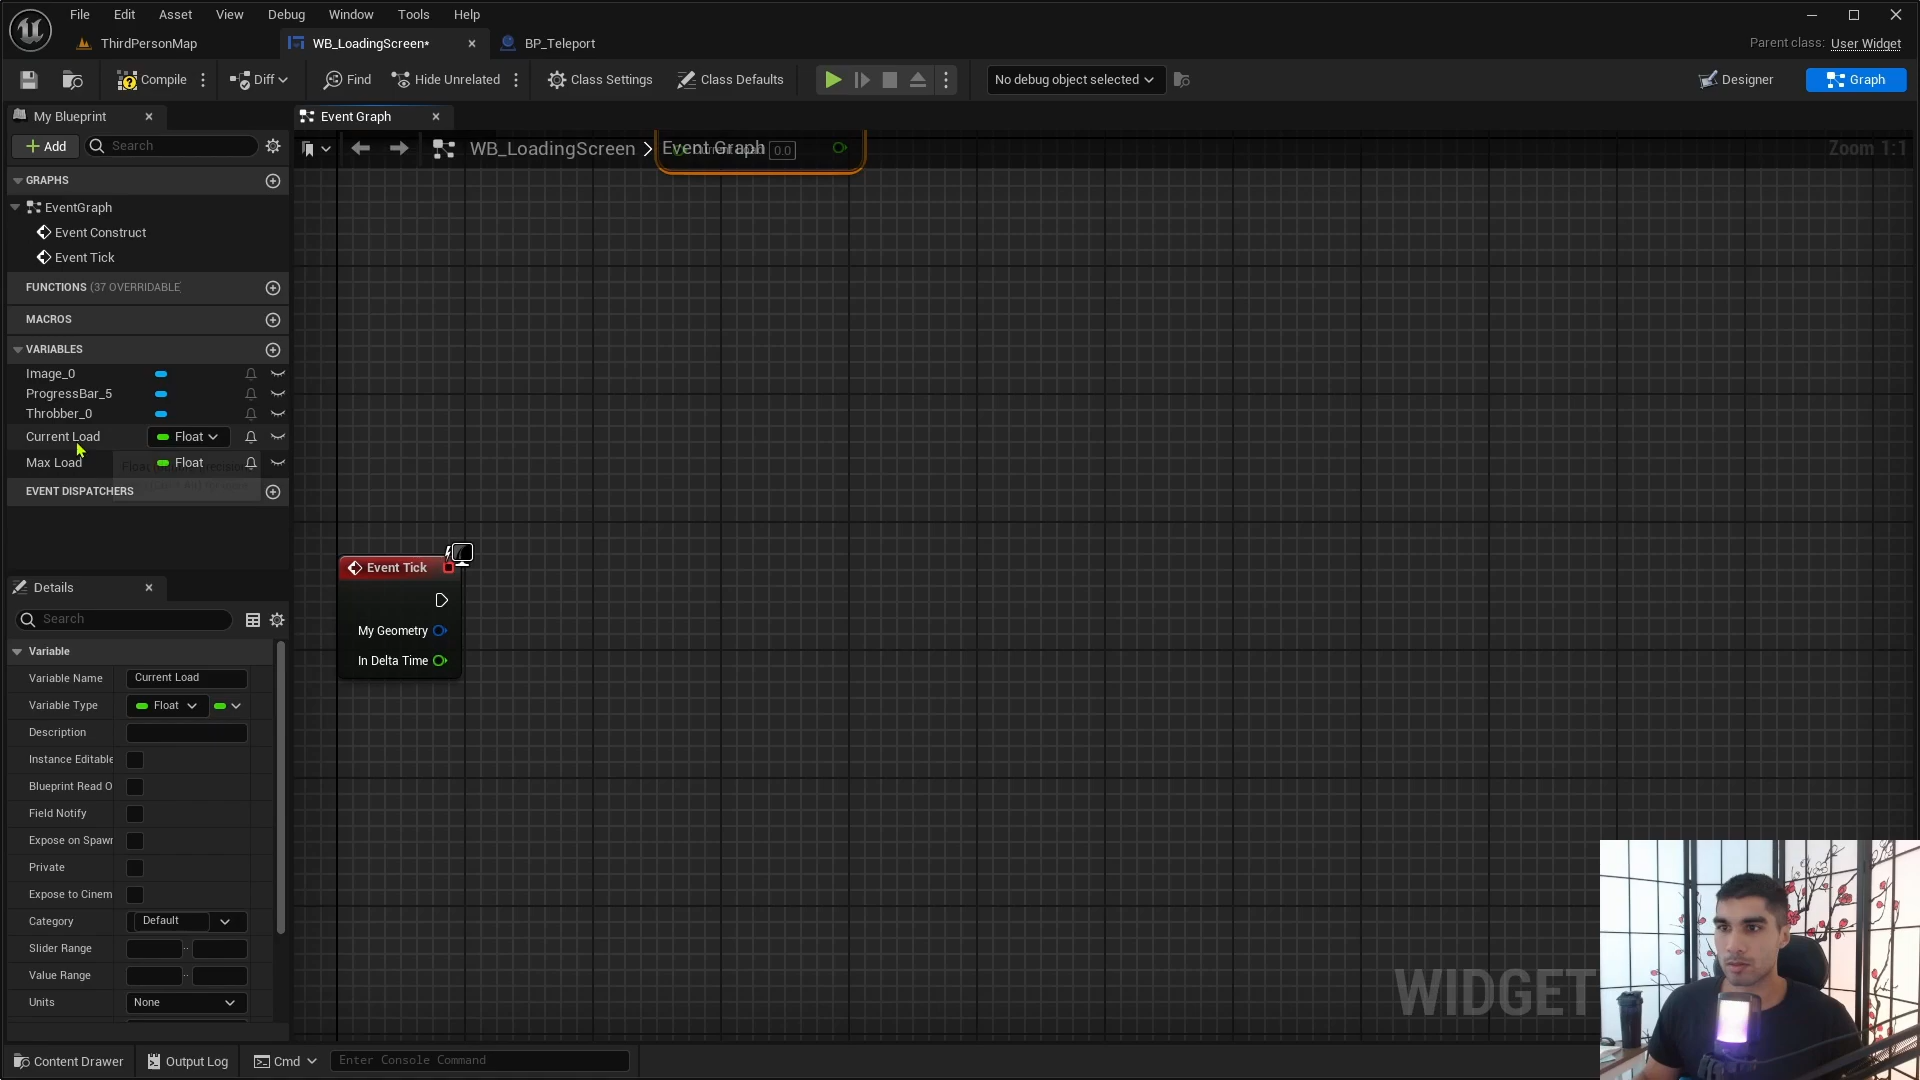 File Edit Asset View Debug Window Tools Help
ThirdPersonMap WB_LoadingScreen* BP_Teleport Parent class: User Widget
Compile Diff Find Hide Unrelated Class Settings Class Defaults No debug object selected Designer Graph
My Blueprint Event Graph
Add Search WB_LoadingScreen > Event Graph 0.0 Zoom 1:1
GRAPHS
EventGraph
Event Construct
Event Tick
FUNCTIONS (37 OVERRIDABLE
MACROS
VARIABLES
Image_0
ProgressBar_5
Throbber_0
Current Load Float
Max Load Float
EVENT DISPATCHERS
Event Tick
My Geometry
In Delta Time
Details
Search
Variable
Variable Name Current Load
Variable Type Float
Description
Instance Editable
Blueprint Read O
Field Notify
Expose on Spawn
Private
Expose to Cinem
Category Default
Slider Range
Value Range
Units None
WIDGET
Content Drawer Output Log Cmd Enter Console Command